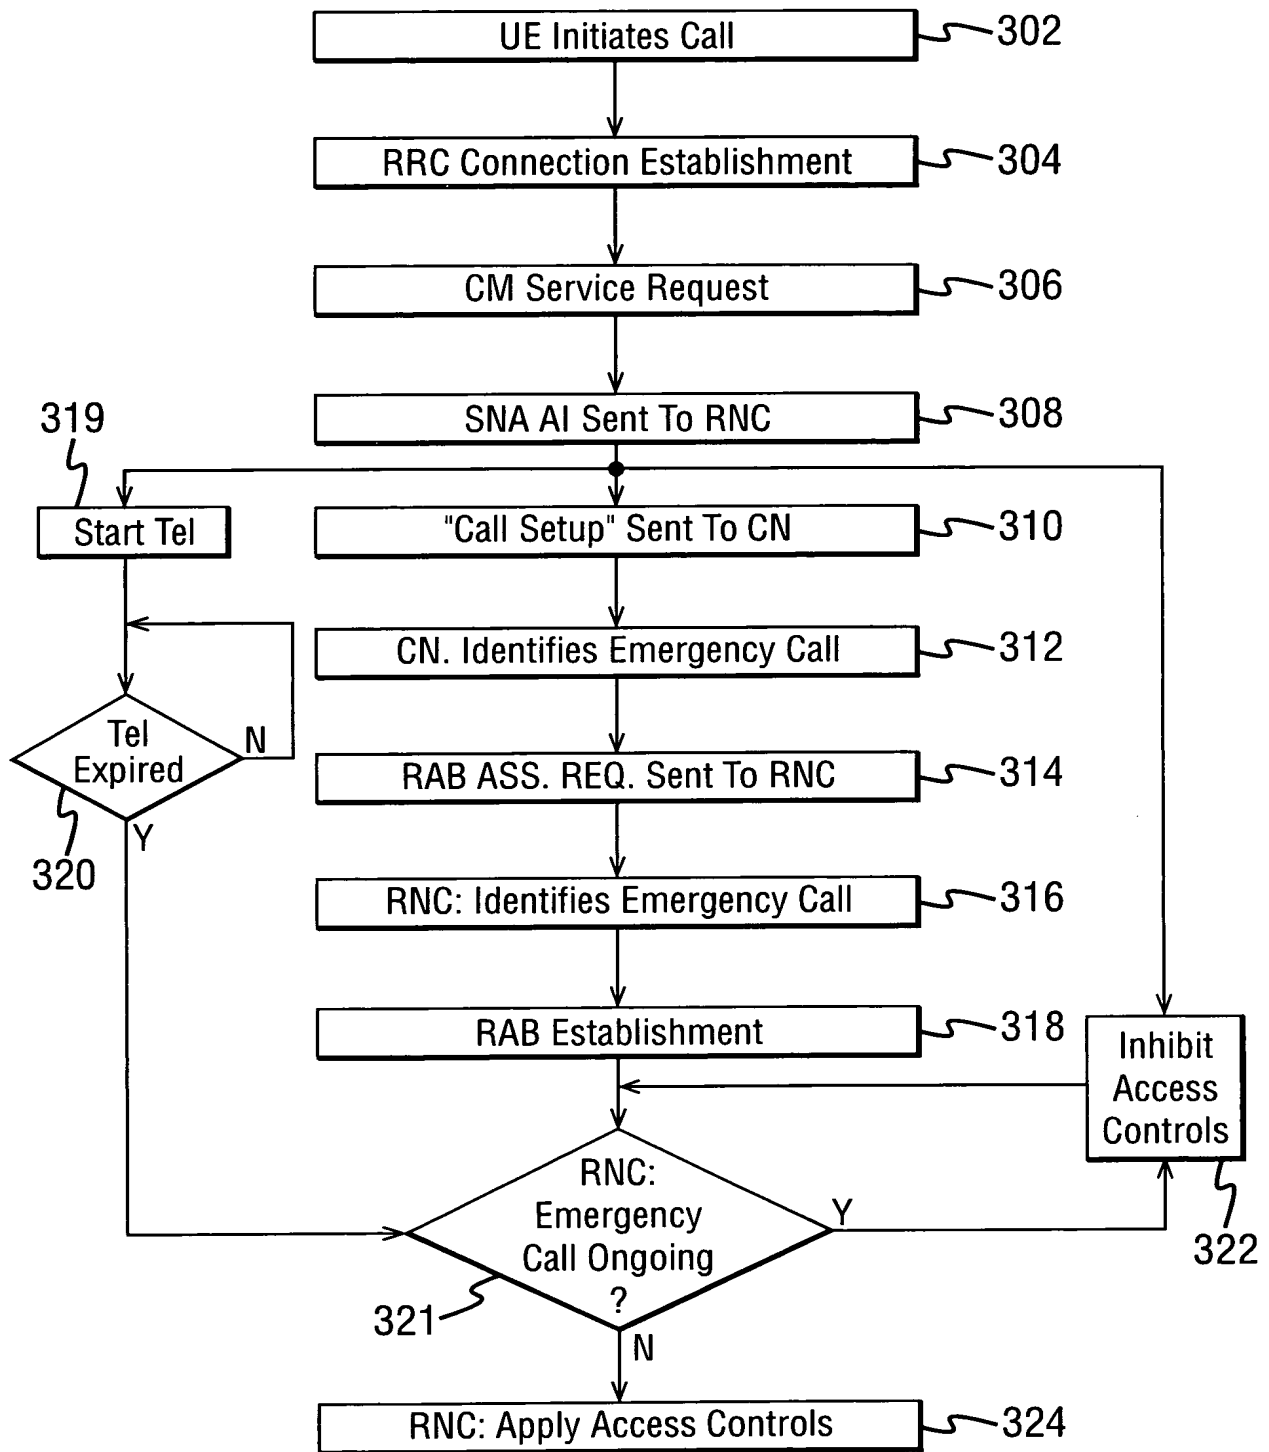 UE Initiates Call
302
RRC Connection Establishment
304
CM Service Request
306
SNA AI Sent To RNC
308
319
Start Tel
"Call Setup" Sent To CN
310
CN. Identifies Emergency Call
312
Tel
Expired
N
Y
320
RAB ASS. REQ. Sent To RNC
314
RNC: Identifies Emergency Call
316
RAB Establishment
318
Inhibit
Access
Controls
322
RNC:
Emergency
Call Ongoing
?
Y
321
N
RNC: Apply Access Controls
324